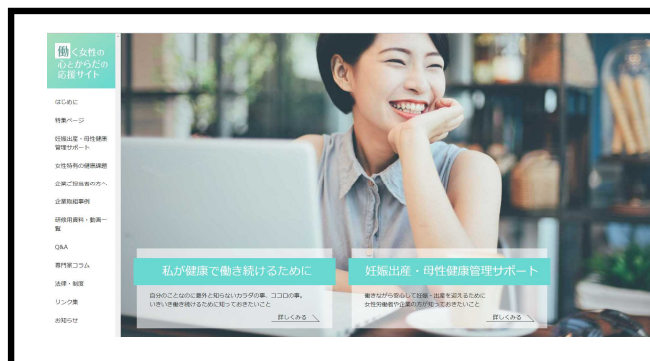 働く女性の
心とからだの
応援サイト
はじめに
特集ページ
妊娠出産・母性健康
管理サポート
女性特有の健康課題
企業ご担当者の方へ
企業取組事例
研修用資料・動画一
覧
Q&A
専門家コラム
法律・制度
リンク集
お知らせ
私が健康で働き続けるために
自分のことなのに意外と知らないカラダの事、ココロの事。
いきいき働き続けるために知っておきたいこと
詳しくみる
妊娠出産・母性健康管理サポート
働きながら安心して妊娠・出産を迎えるために
女性労働者や企業の方が知っておきたいこと
詳しくみる